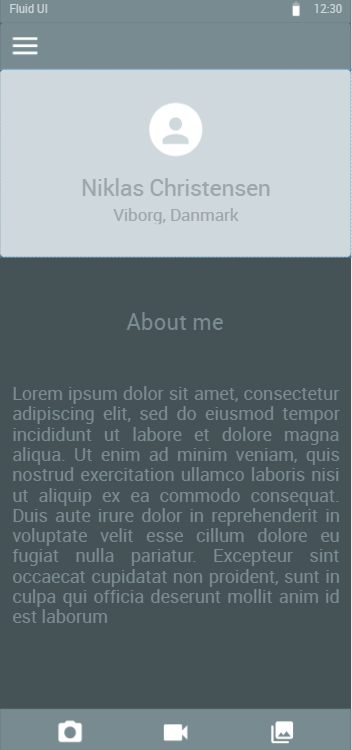 Fluid UI 12:30
Niklas Christensen
Viborg, Danmark
About me
Lorem ipsum dolor sit amet, consectetur
adipiscing elit, sed do eiusmod tempor
incididunt ut labore et dolore magna
aliqua. Ut enim ad minim veniam, quis
nostrud exercitation ullamco laboris nisi
ut aliquip ex ea commodo consequat.
Duis aute irure dolor in reprehenderit in
voluptate velit esse cillum dolore eu
fugiat nulla pariatur. Excepteur sint
occaecat cupidatat non proident, sunt in
culpa qui officia deserunt mollit anim id
est laborum